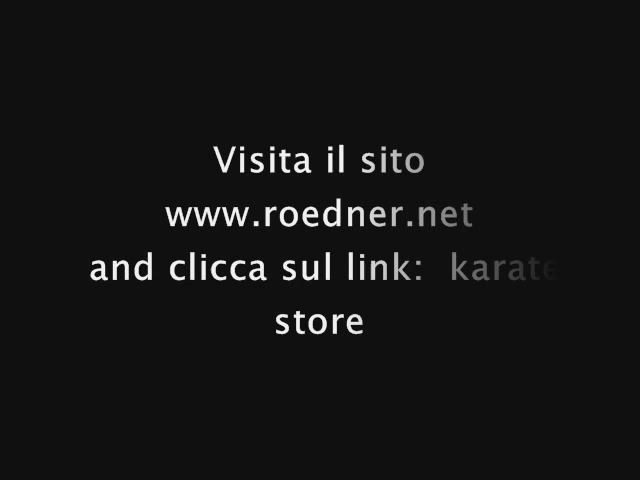 Visita il sito
www.roedner.net
and clicca sul link: karate
store